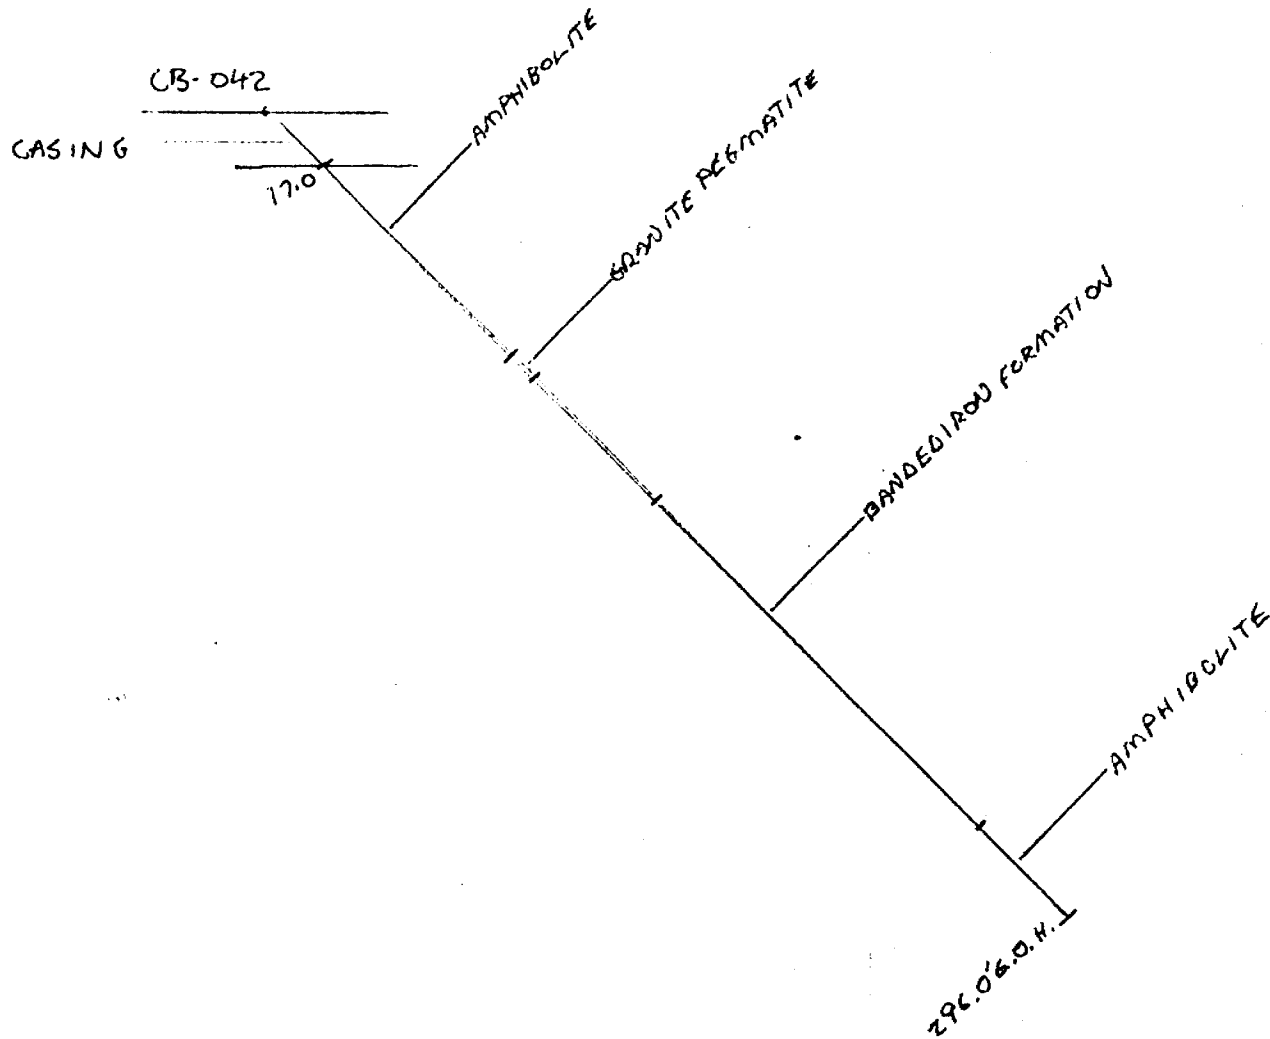 CB-042
CASING
17.0
AMPHIBOLITE
GRANITE PEGMATITE
BANDED IRON FORMATION
AMPHIBOLITE
296.0' E.O.H.